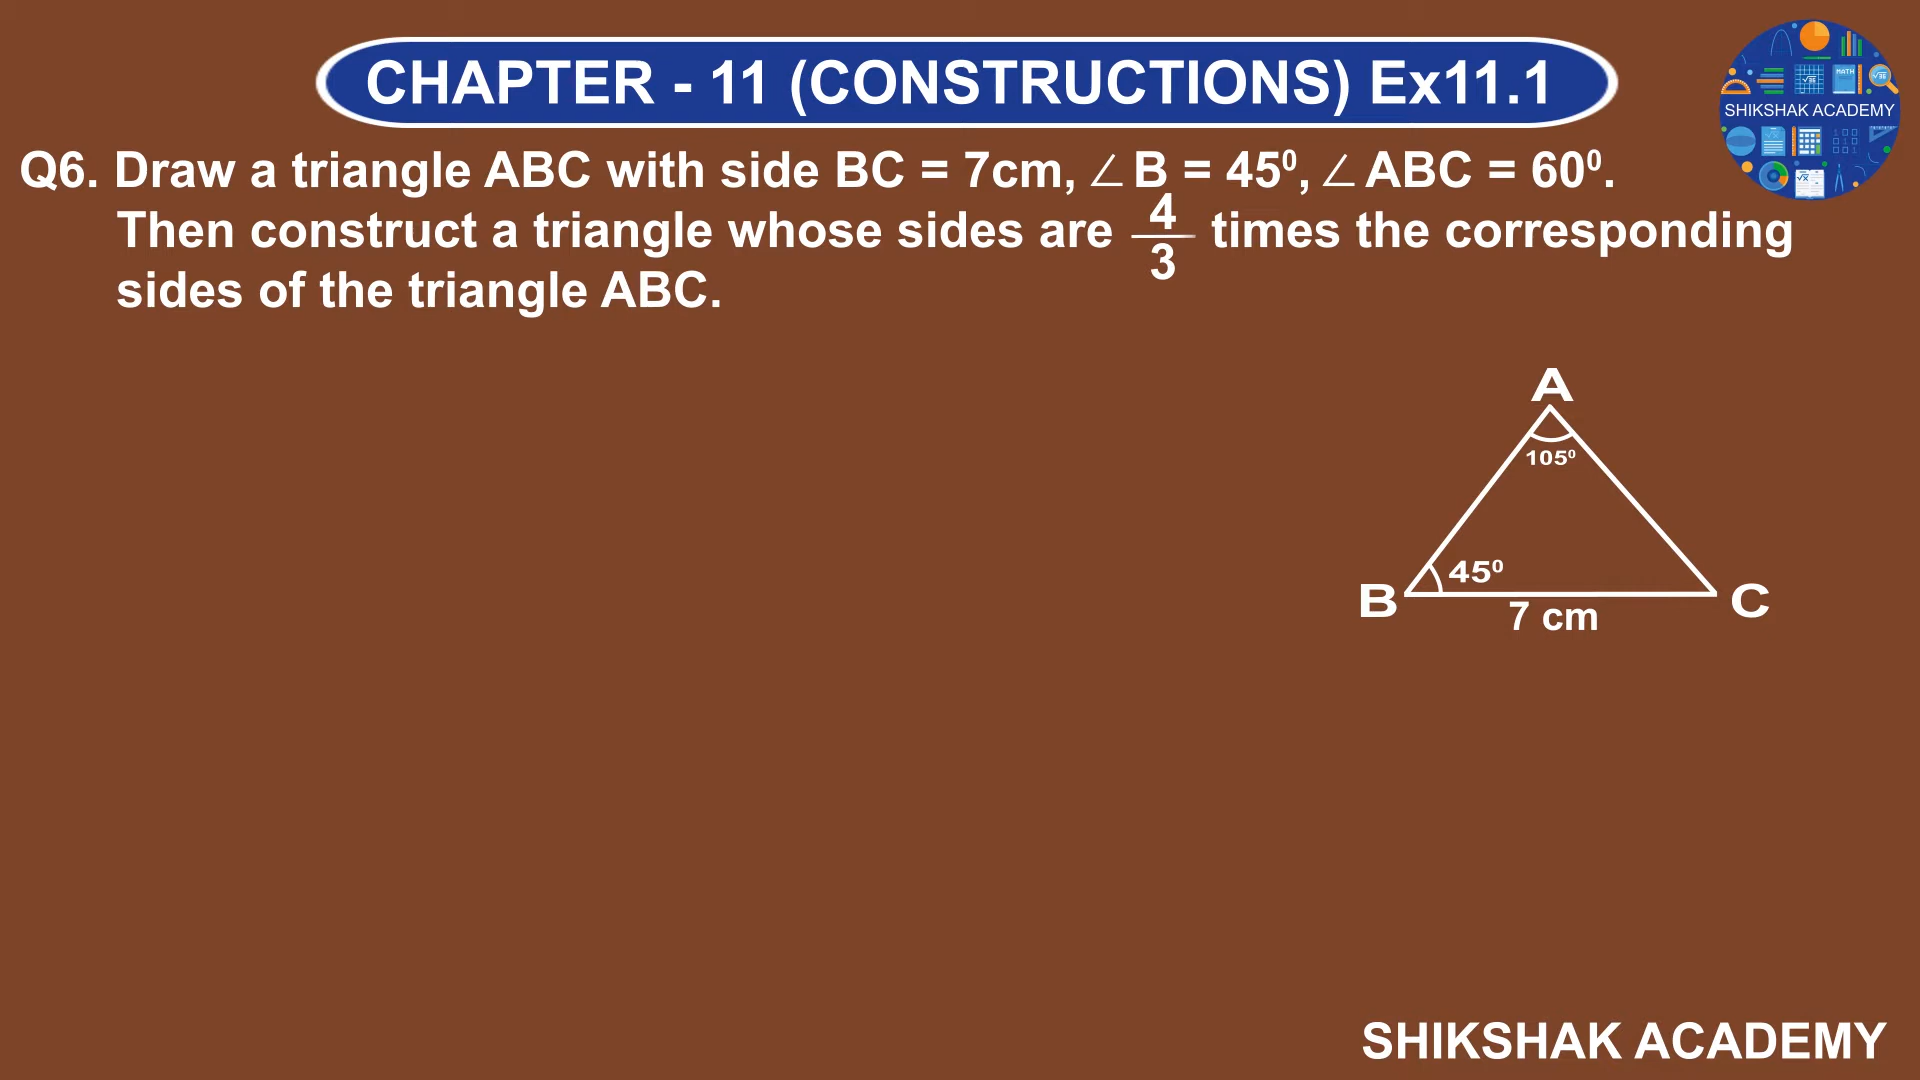 CHAPTER - 11 (CONSTRUCTIONS) Ex11.1
SHIKSHAK ACADEMY
Q6. Draw a triangle ABC with side BC = 7cm, ∠B = 45⁰, ∠ABC = 60⁰.
Then construct a triangle whose sides are 4/3 times the corresponding
sides of the triangle ABC.
A
105⁰
45⁰
B
C
7 cm
SHIKSHAK ACADEMY